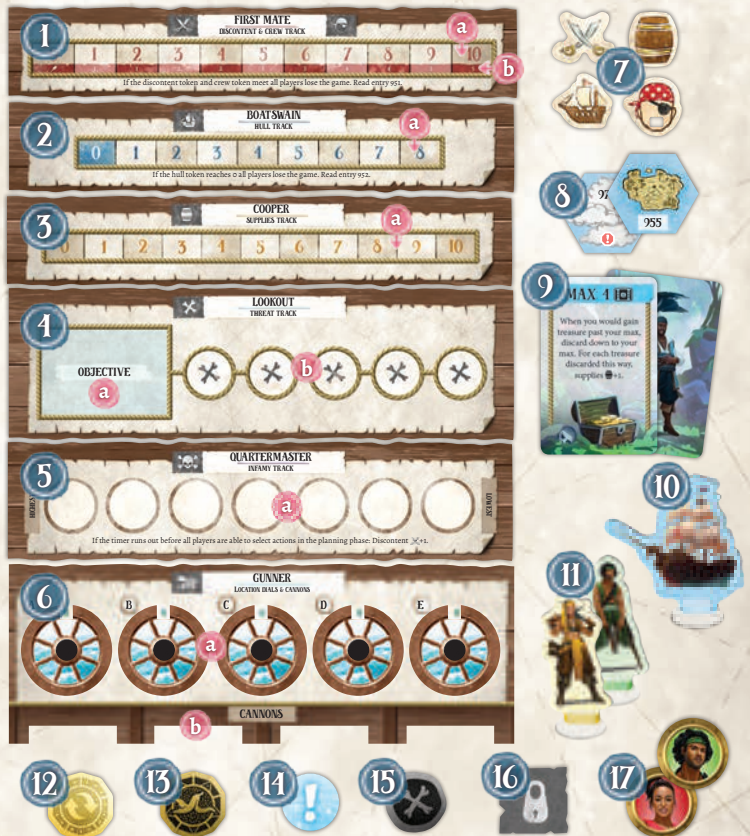 1
FIRST MATE
DISCONTENT & CREW TRACK
a
1 2 3 4 5 6 7 8 9 10
b
If the discontent token and crew token meet all players lose the game. Read entry 951.
2
BOATSWAIN
HULL TRACK
a
0 1 2 3 4 5 6 7 8
If the hull token reaches 0 all players lose the game. Read entry 952.
3
COOPER
SUPPLIES TRACK
a
0 1 2 3 4 5 6 7 8 9 10
4
LOOKOUT
THREAT TRACK
OBJECTIVE
a
b
5
QUARTERMASTER
INFAMY TRACK
HIGHEST
a
LOWEST
If the timer runs out before all players are able to select actions in the planning phase: Discontent +1.
6
GUNNER
LOCATION DIALS & CANNONS
B C D E
a
CANNONS
b
7
8
97
955
9
MAX 4
When you would gain
treasure past your max,
discard down to your
max. For each treasure
discarded this way,
supplies +1.
10
11
12
13
14
!
15
16
17